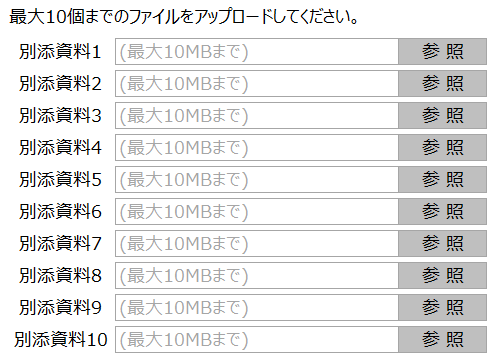 最大10個までのファイルをアップロードしてください。
別添資料1 (最大10MBまで) 参 照
別添資料2 (最大10MBまで) 参 照
別添資料3 (最大10MBまで) 参 照
別添資料4 (最大10MBまで) 参 照
別添資料5 (最大10MBまで) 参 照
別添資料6 (最大10MBまで) 参 照
別添資料7 (最大10MBまで) 参 照
別添資料8 (最大10MBまで) 参 照
別添資料9 (最大10MBまで) 参 照
別添資料10 (最大10MBまで) 参 照